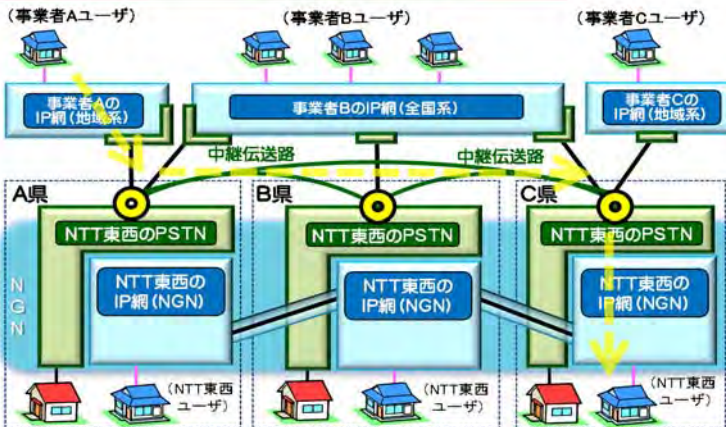 (事業者Aユーザ)
(事業者Bユーザ)
(事業者Cユーザ)
事業者Aの
IP網(地域系)
事業者BのIP網(全国系)
事業者Cの
IP網(地域系)
中継伝送路
中継伝送路
A県
B県
C県
NTT東西のPSTN
NTT東西のPSTN
NTT東西のPSTN
NGN
NTT東西の
IP網(NGN)
NTT東西の
IP網(NGN)
NTT東西の
IP網(NGN)
(NTT東西
ユーザ)
(NTT東西
ユーザ)
(NTT東西
ユーザ)